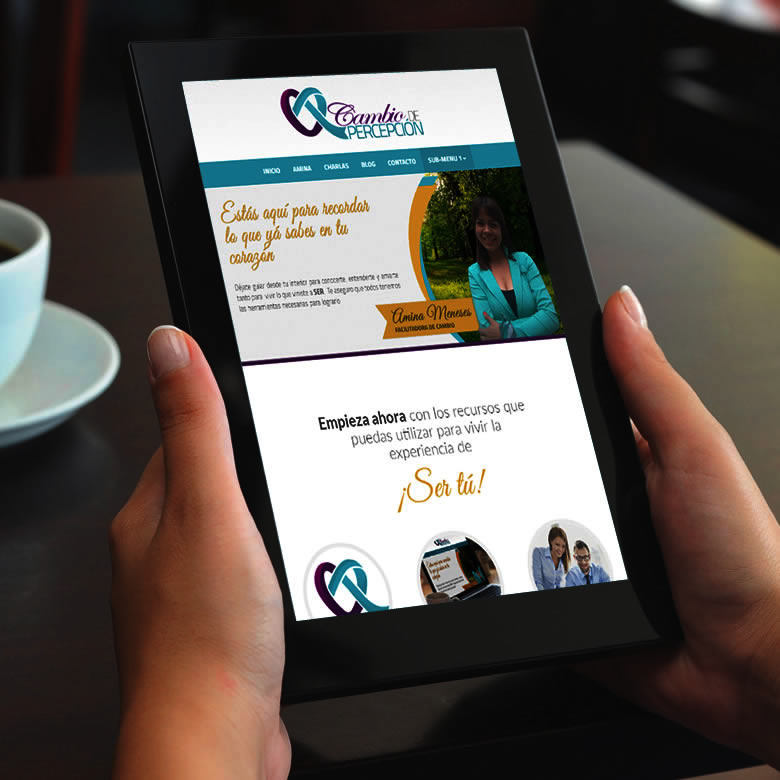 Cambio DE
PERCEPCIÓN
INICIO AMINA CHARLAS BLOG CONTACTO SUB-MENU 1
Estás aquí para recordar
lo que yá sabes en tu
corazón
Déjate guiar desde tu interior para conocerte, entenderte y amarte
tanto para vivir lo que viniste a SER. Te aseguro que todos tenemos
las herramientas necesarias para lograrlo
Amina Meneses
FACILITADORA DE CAMBIO
Empieza ahora con los recursos que
puedas utilizar para vivir la
experiencia de
¡Ser tú!